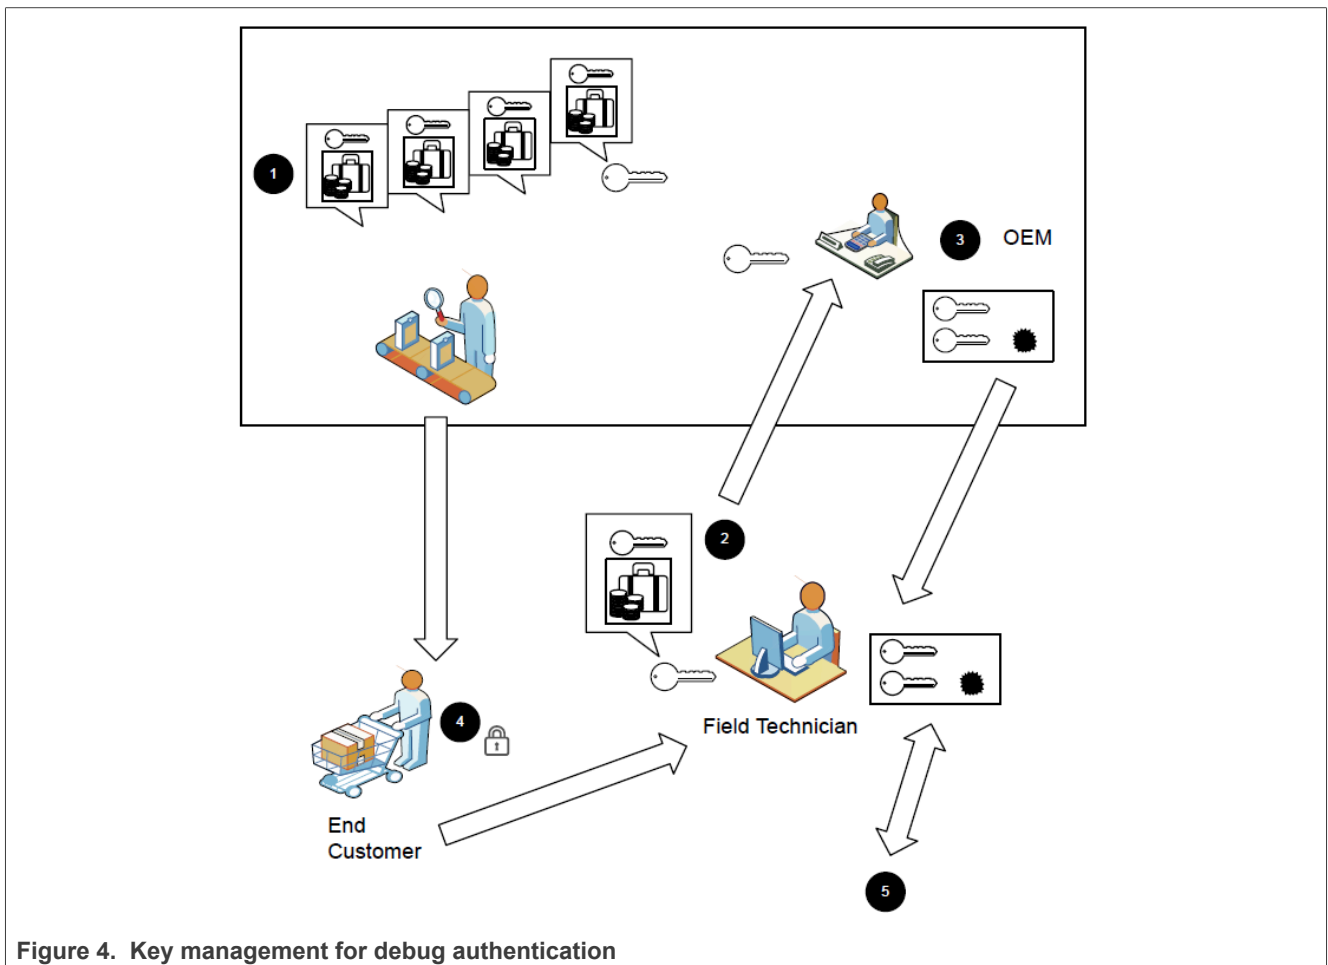 1
3
OEM
2
Field Technician
4
End
Customer
5
Figure 4. Key management for debug authentication